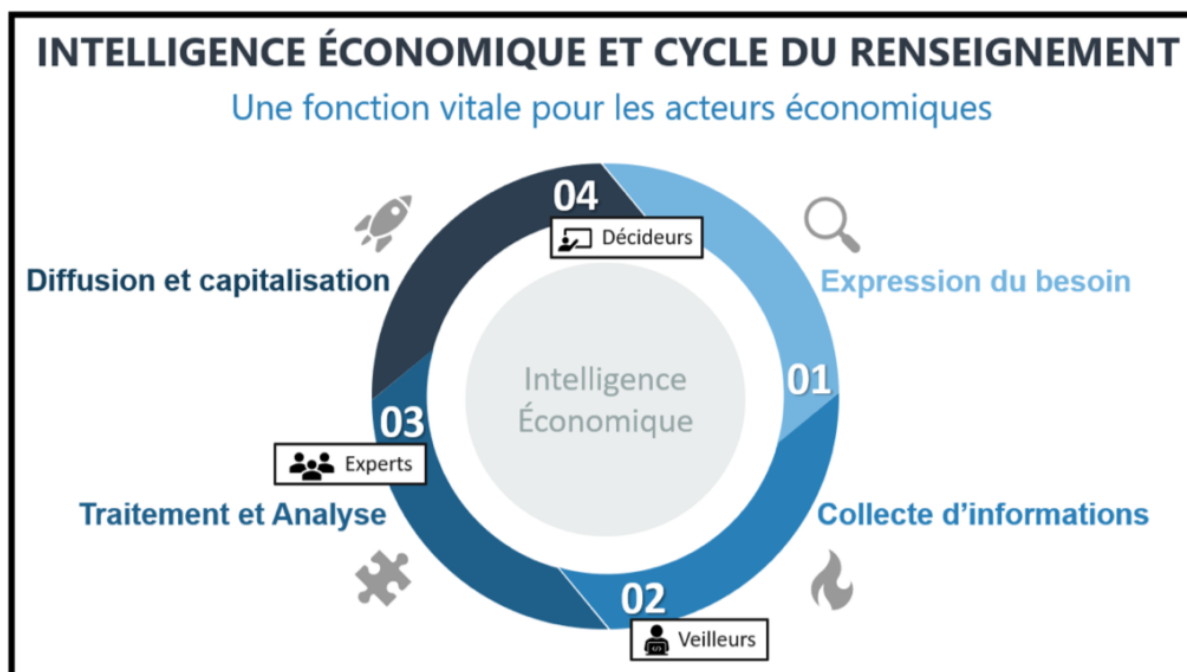 INTELLIGENCE ÉCONOMIQUE ET CYCLE DU RENSEIGNEMENT
Une fonction vitale pour les acteurs économiques
04
Décideurs
Diffusion et capitalisation
Expression du besoin
Intelligence
Économique
01
03
Experts
Traitement et Analyse
Collecte d'informations
02
Veilleurs